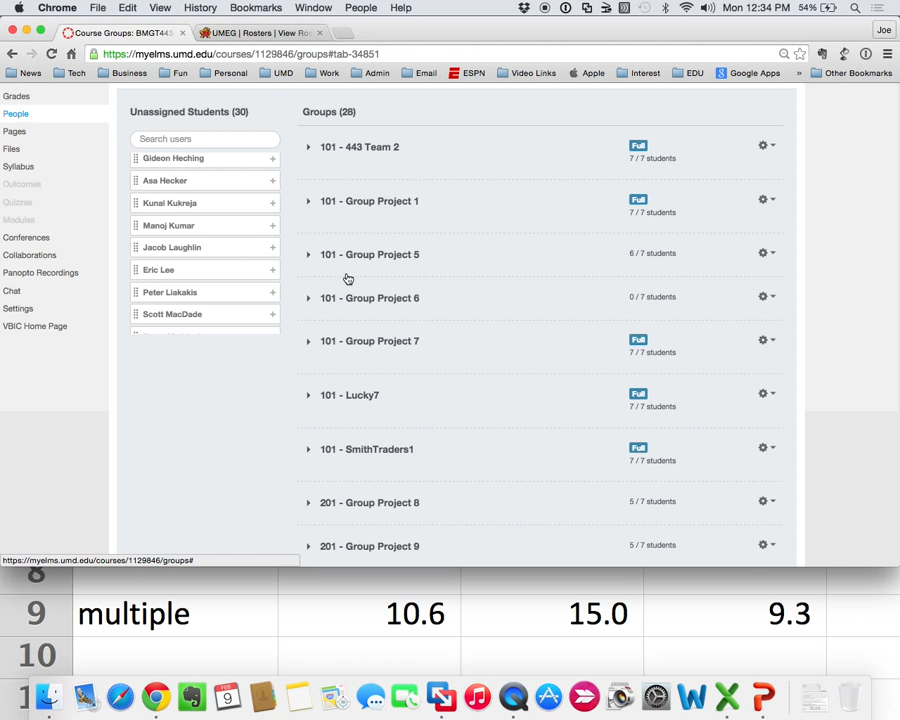 Chrome File Edit View History Bookmarks Window People Help Mon 12:34 PM 54%
Course Groups: BMGT443 UMEG | Rosters | View Ros Joe
https://myelms.umd.edu/courses/1129846/groups#tab-34851
News Tech Business Fun Personal UMD Work Admin Email ESPN Video Links Apple Interest EDU Google Apps » Other Bookmarks
Grades
People
Pages
Files
Syllabus
Outcomes
Quizzes
Modules
Conferences
Collaborations
Panopto Recordings
Chat
Settings
VBIC Home Page
Unassigned Students (30)
Search users
Gideon Heching +
Asa Hecker +
Kunal Kukreja +
Manoj Kumar +
Jacob Laughlin +
Eric Lee +
Peter Liakakis +
Scott MacDade +
Groups (28)
101 - 443 Team 2 Full
7 / 7 students
101 - Group Project 1 Full
7 / 7 students
101 - Group Project 5 6 / 7 students
101 - Group Project 6 0 / 7 students
101 - Group Project 7 Full
7 / 7 students
101 - Lucky7 Full
7 / 7 students
101 - SmithTraders1 Full
7 / 7 students
201 - Group Project 8 5 / 7 students
201 - Group Project 9 5 / 7 students
https://myelms.umd.edu/courses/1129846/groups#
8
9 multiple 10.6 15.0 9.3
10
FEB
9